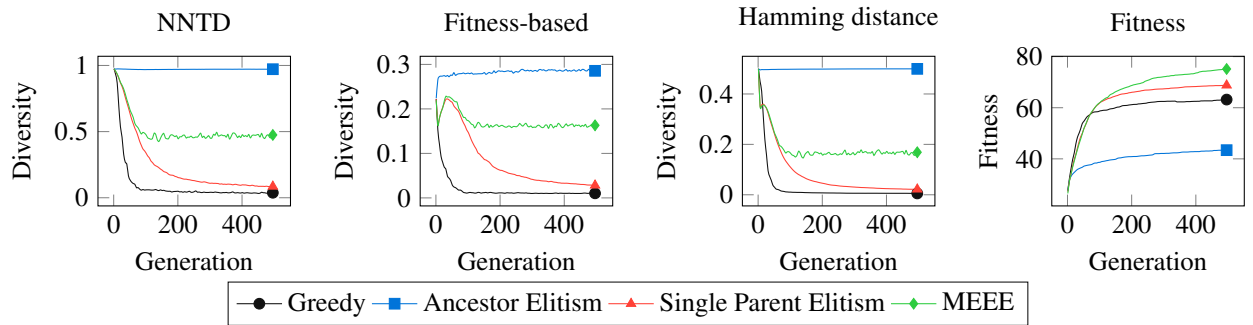 NNTD
Fitness-based
Hamming distance
Fitness
Diversity
1
0.5
0
0 200 400
Generation
Diversity
0.3
0.2
0.1
0
0 200 400
Generation
Diversity
0.4
0.2
0
0 200 400
Generation
Fitness
80
60
40
0 200 400
Generation
Greedy Ancestor Elitism Single Parent Elitism MEEE